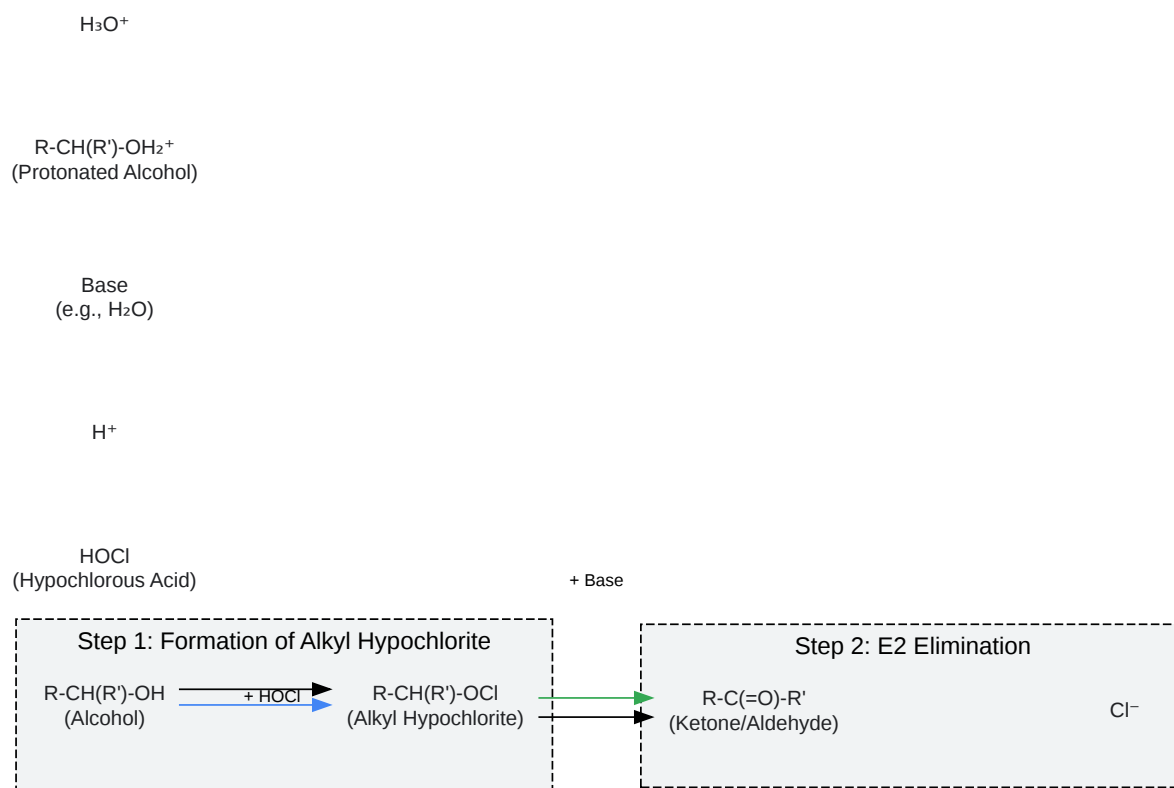 H₃O⁺
R-CH(R')-OH₂⁺
(Protonated Alcohol)
Base
(e.g., H₂O)
H⁺
HOCl
(Hypochlorous Acid)
+ Base
Step 1: Formation of Alkyl Hypochlorite
R-CH(R')-OH
(Alcohol)
+ HOCl
R-CH(R')-OCl
(Alkyl Hypochlorite)
Step 2: E2 Elimination
R-C(=O)-R'
(Ketone/Aldehyde)
Cl⁻